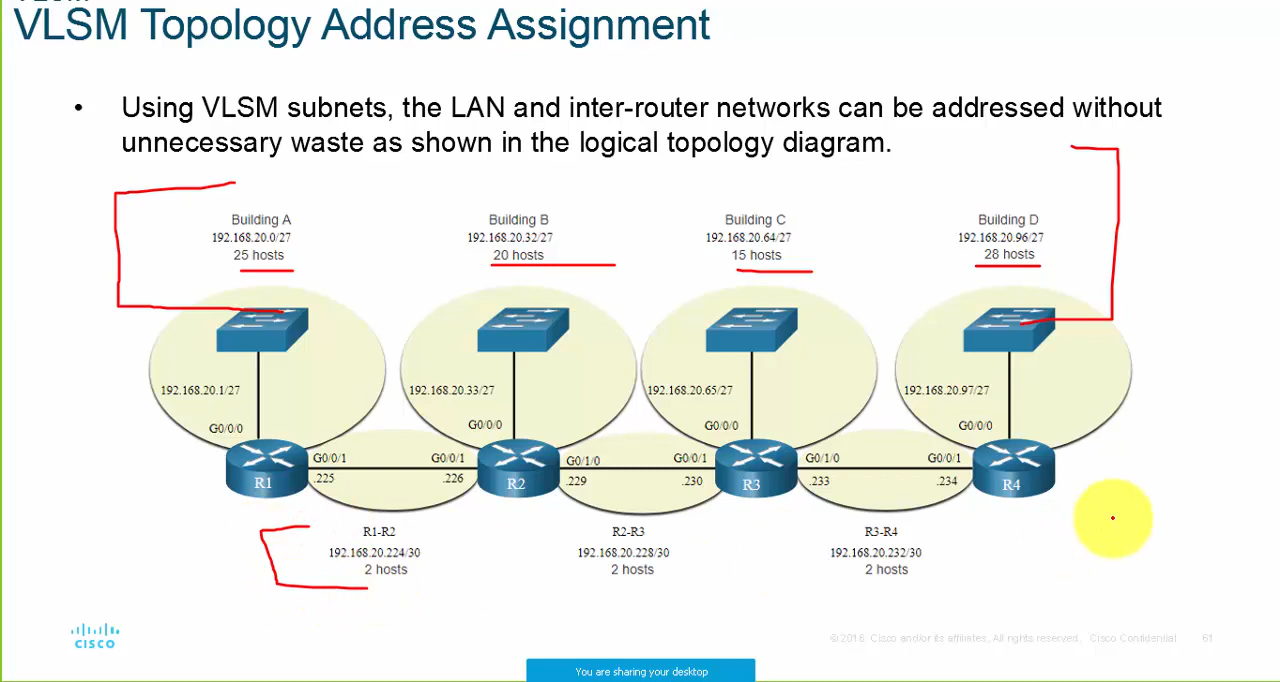 VLSM Topology Address Assignment
• Using VLSM subnets, the LAN and inter-router networks can be addressed without
unnecessary waste as shown in the logical topology diagram.
Building A
192.168.20.0/27
25 hosts
Building B
192.168.20.32/27
20 hosts
Building C
192.168.20.64/27
15 hosts
Building D
192.168.20.96/27
28 hosts
192.168.20.1/27
G0/0/0
192.168.20.33/27
G0/0/0
192.168.20.65/27
G0/0/0
192.168.20.97/27
G0/0/0
R1
G0/0/1
.225
G0/0/1
.226
R2
G0/1/0
.229
G0/0/1
.230
R3
G0/1/0
.233
G0/0/1
.234
R4
R1-R2
192.168.20.224/30
2 hosts
R2-R3
192.168.20.228/30
2 hosts
R3-R4
192.168.20.232/30
2 hosts
CISCO
© 2016 Cisco and/or its affiliates. All rights reserved. Cisco Confidential 61
You are sharing your desktop